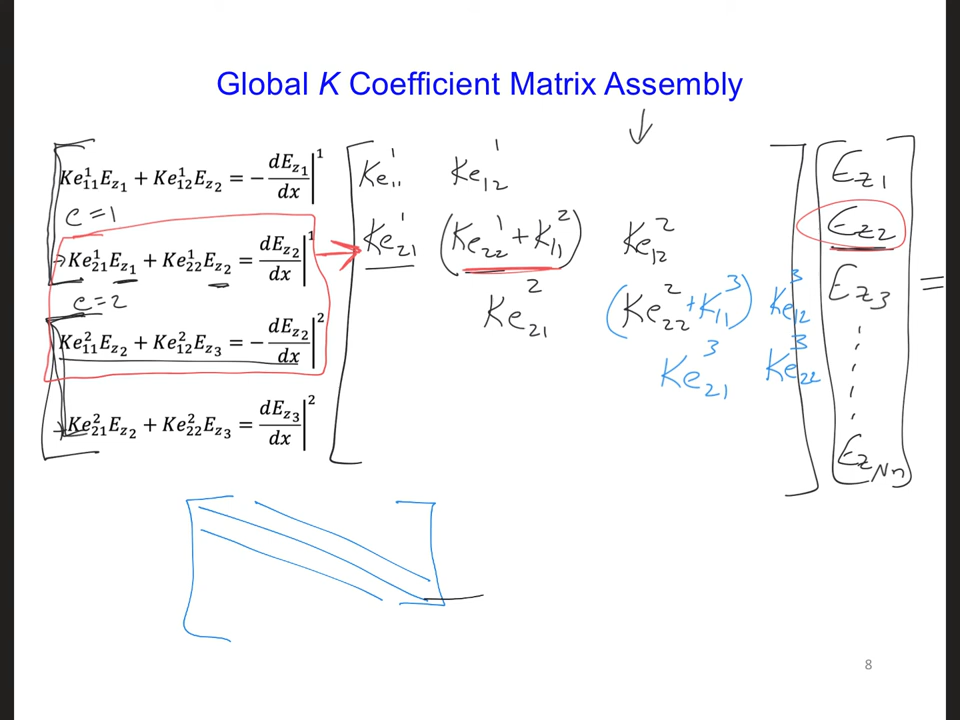 Global K Coefficient Matrix Assembly
Ke¹₁₁E_z₁ + Ke¹₁₂E_z₂ = −dE_z₁/dx|¹
e=1
Ke¹₂₁E_z₁ + Ke¹₂₂E_z₂ = dE_z₂/dx|¹
e=2
Ke²₁₁E_z₂ + Ke²₁₂E_z₃ = −dE_z₂/dx|²
Ke²₂₁E_z₂ + Ke²₂₂E_z₃ = dE_z₃/dx|²
Ke¹₁₁ Ke¹₁₂
Ke¹₂₁ (Ke¹₂₂ + K²₁₁) Ke²₁₂
Ke²₂₁ (Ke²₂₂ + K³₁₁) Ke³₁₂
Ke³₂₁ Ke³₂₂
E_z1
E_z2
E_z3
E_zNn
=
8